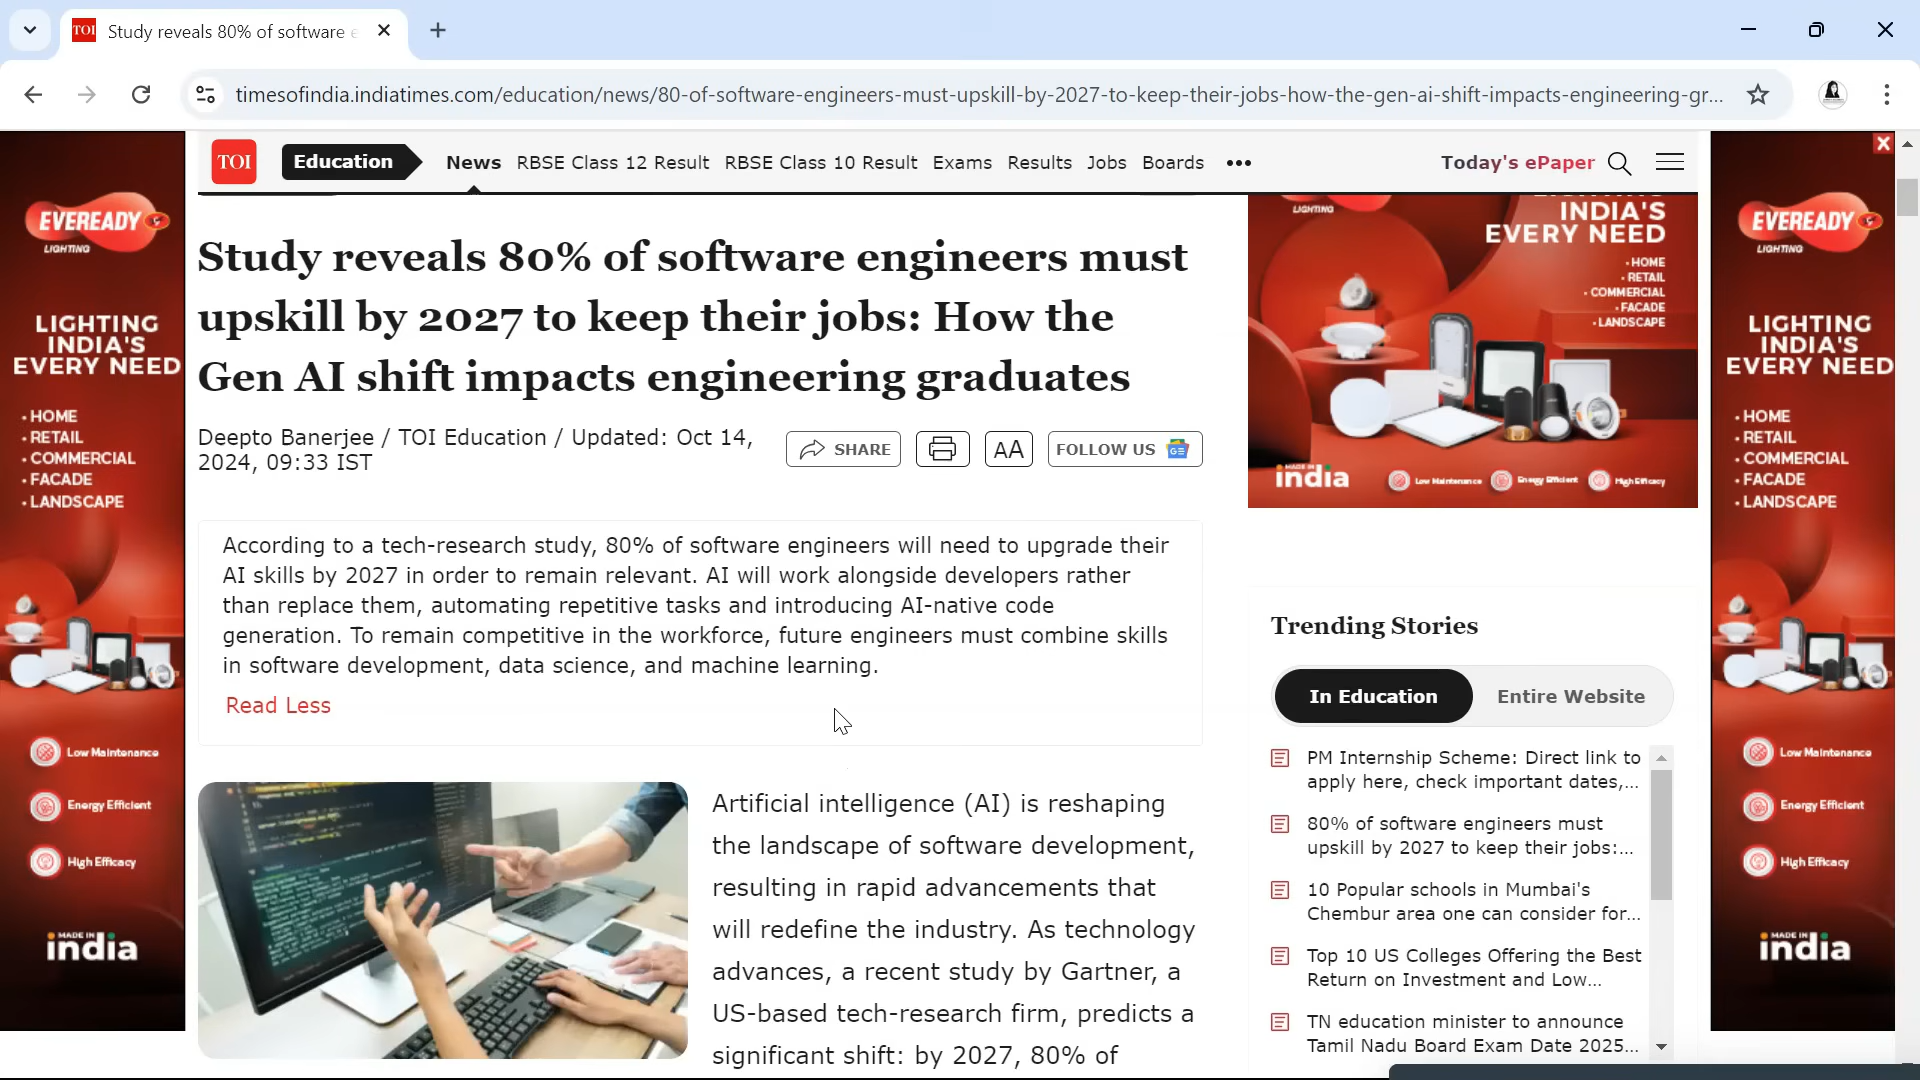 TOI
Study reveals 80% of software e
timesofindia.indiatimes.com/education/news/80-of-software-engineers-must-upskill-by-2027-to-keep-their-jobs-how-the-gen-ai-shift-impacts-engineering-gr...
TOI
Education
News RBSE Class 12 Result RBSE Class 10 Result Exams Results Jobs Boards •••
Today's ePaper
EVEREADY
LIGHTING
LIGHTING
INDIA'S
EVERY NEED
• HOME
• RETAIL
• COMMERCIAL
• FACADE
• LANDSCAPE
Low Maintenance
Energy Efficient
High Efficacy
MADE IN
india
Study reveals 80% of software engineers must
upskill by 2027 to keep their jobs: How the
Gen AI shift impacts engineering graduates
Deepto Banerjee / TOI Education / Updated: Oct 14,
2024, 09:33 IST
SHARE
AA
FOLLOW US
GE
According to a tech-research study, 80% of software engineers will need to upgrade their
AI skills by 2027 in order to remain relevant. AI will work alongside developers rather
than replace them, automating repetitive tasks and introducing AI-native code
generation. To remain competitive in the workforce, future engineers must combine skills
in software development, data science, and machine learning.
Read Less
Artificial intelligence (AI) is reshaping
the landscape of software development,
resulting in rapid advancements that
will redefine the industry. As technology
advances, a recent study by Gartner, a
US-based tech-research firm, predicts a
significant shift: by 2027, 80% of
LIGHTING
INDIA'S
EVERY NEED
• HOME
• RETAIL
• COMMERCIAL
• FACADE
• LANDSCAPE
MADE IN
india
Low Maintenance
Energy Efficient
High Efficacy
Trending Stories
In Education
Entire Website
PM Internship Scheme: Direct link to
apply here, check important dates,...
80% of software engineers must
upskill by 2027 to keep their jobs:...
10 Popular schools in Mumbai's
Chembur area one can consider for...
Top 10 US Colleges Offering the Best
Return on Investment and Low...
TN education minister to announce
Tamil Nadu Board Exam Date 2025...
EVEREADY
LIGHTING
LIGHTING
INDIA'S
EVERY NEED
• HOME
• RETAIL
• COMMERCIAL
• FACADE
• LANDSCAPE
Low Maintenance
Energy Efficient
High Efficacy
MADE IN
india